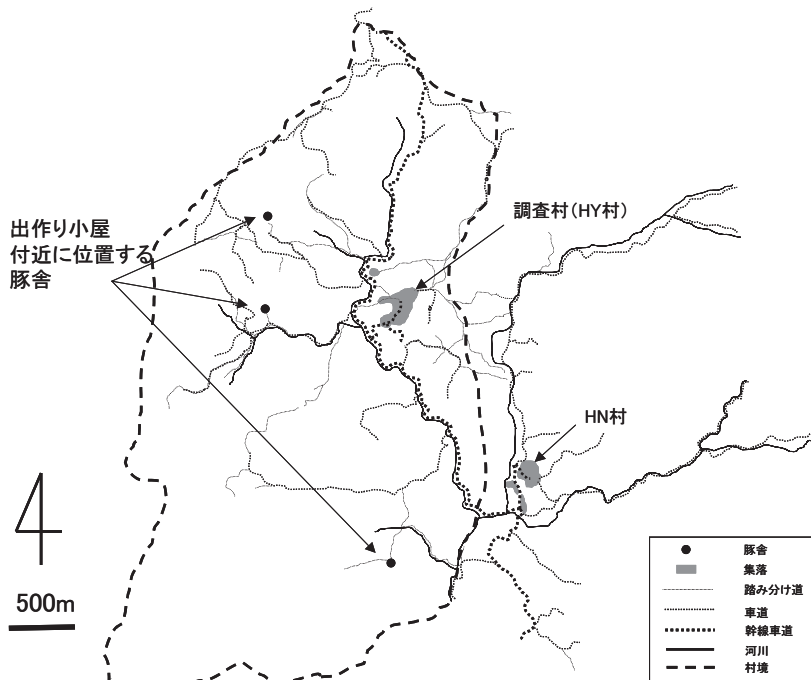 出作り小屋
付近に位置する
豚舎
調査村(HY村)
HN村
500m
豚舎
集落
踏み分け道
車道
幹線車道
河川
村境